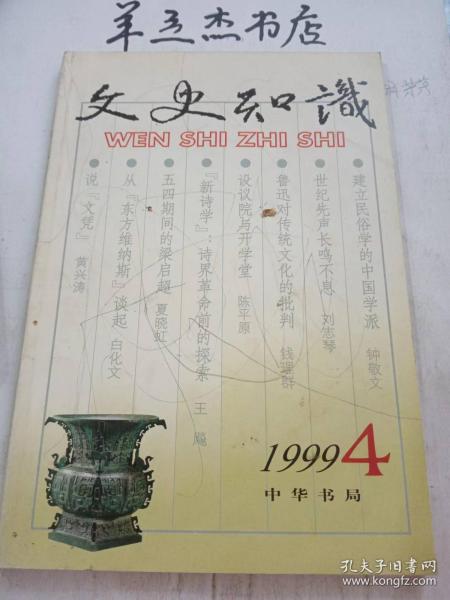 羊立杰书店
文史知識
WEN SHI ZHI SHI
建立民俗学的中国学派 钟敬文
世纪先声长鸣不息 刘志琴
鲁迅对传统文化的批判 钱理群
设议院与开学堂 陈平原
『新诗学』：诗界革命前的探索 王飚
五四期间的梁启超 夏晓虹
从『东方维纳斯』谈起 白化文
说『文凭』 黄兴涛
1999 4
中华书局
孔夫子旧书网
www.kongfz.com